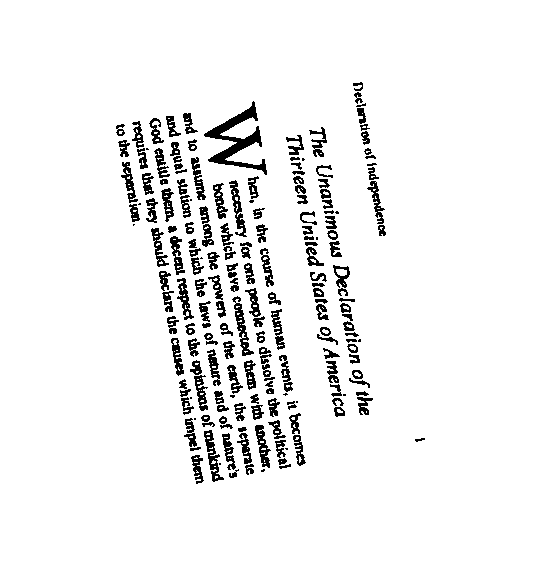 Declaration of Independence
1
The Unanimous Declaration of the
Thirteen United States of America
When, in the course of human events, it becomes
necessary for one people to dissolve the political
bonds which have connected them with another,
and to assume among the powers of the earth, the separate
and equal station to which the laws of nature and of nature's
God entitle them, a decent respect to the opinions of mankind
requires that they should declare the causes which impel them
to the separation.